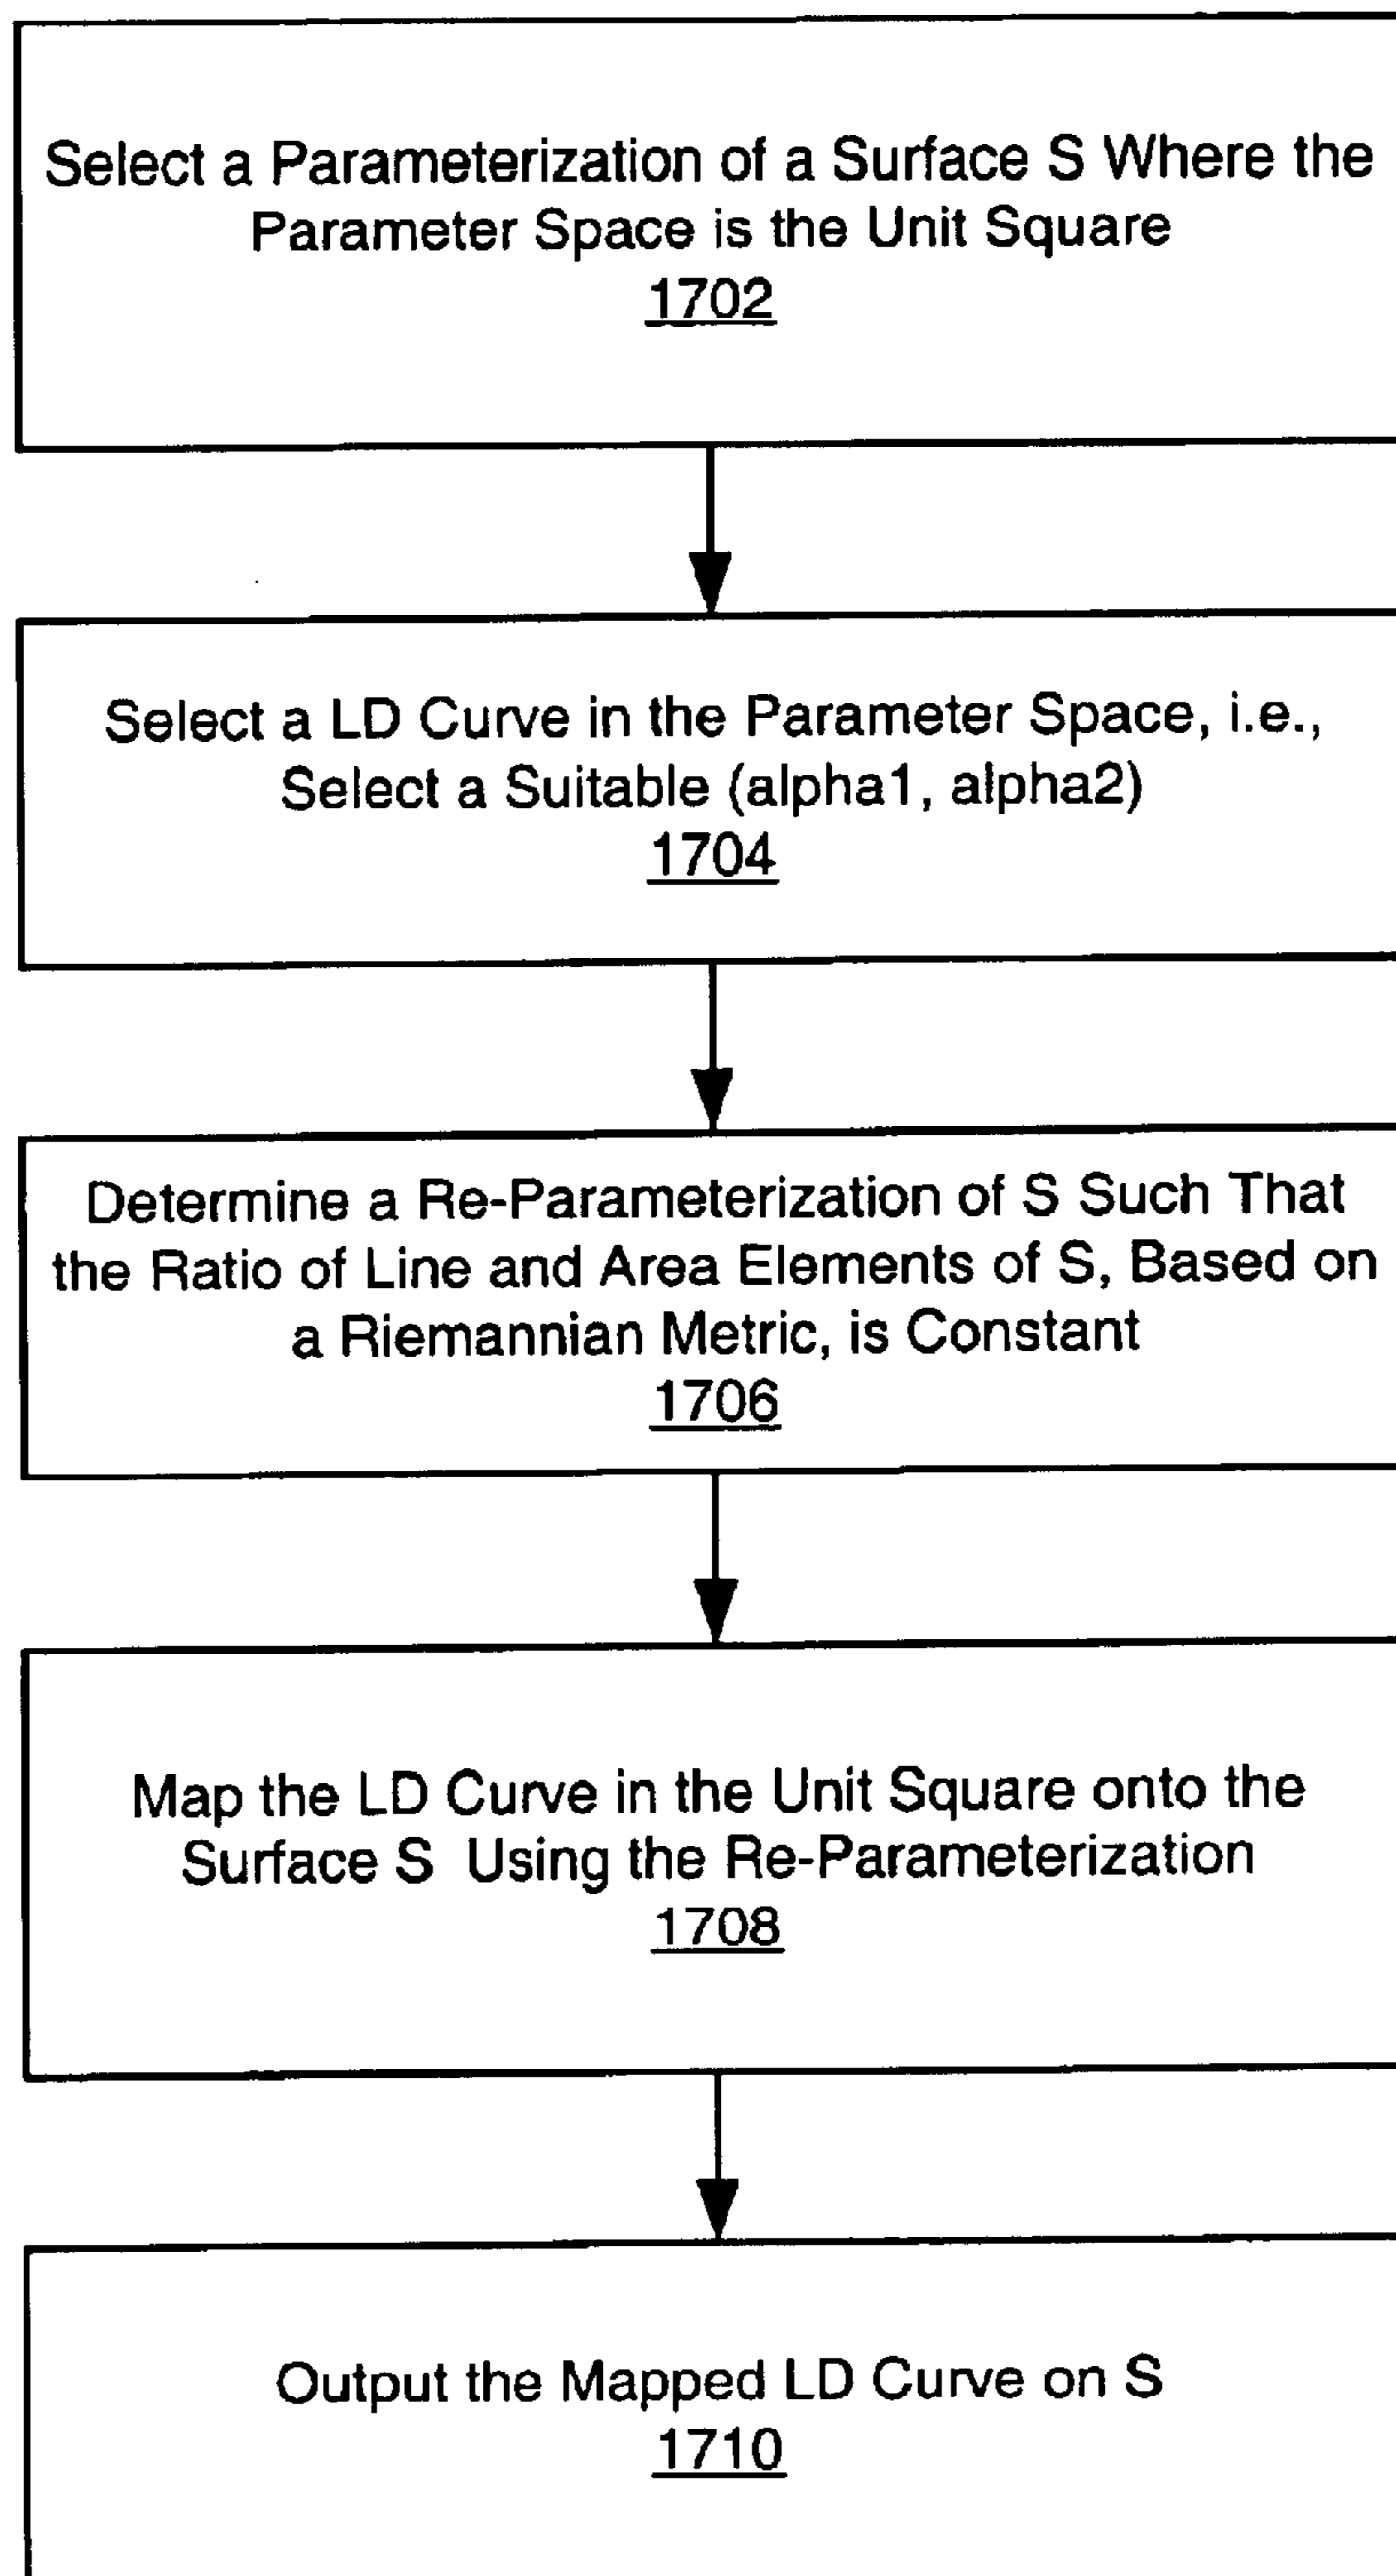 Select a Parameterization of a Surface S Where the
Parameter Space is the Unit Square
1702
Select a LD Curve in the Parameter Space, i.e.,
Select a Suitable (alpha1, alpha2)
1704
Determine a Re-Parameterization of S Such That
the Ratio of Line and Area Elements of S, Based on
a Riemannian Metric, is Constant
1706
Map the LD Curve in the Unit Square onto the
Surface S Using the Re-Parameterization
1708
Output the Mapped LD Curve on S
1710